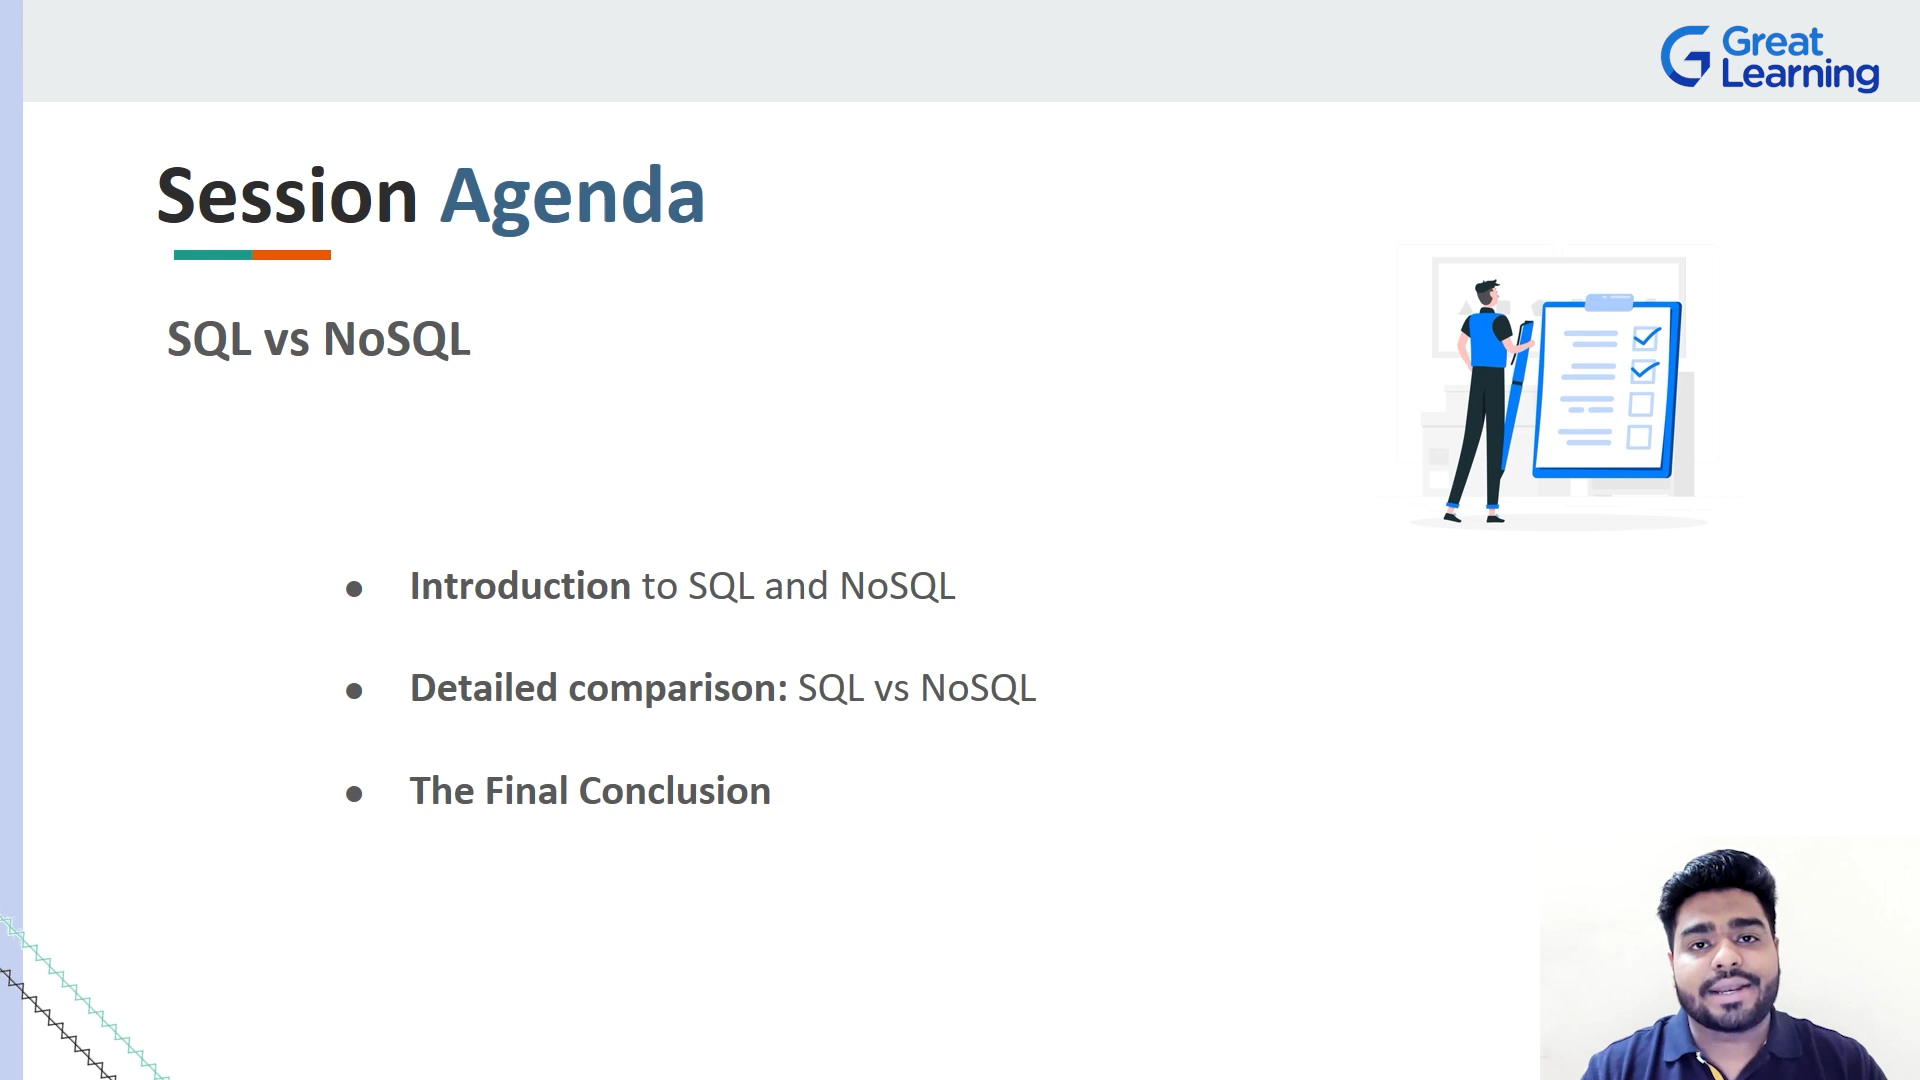 Great
Learning
Session Agenda
SQL vs NoSQL
● Introduction to SQL and NoSQL
● Detailed comparison: SQL vs NoSQL
● The Final Conclusion